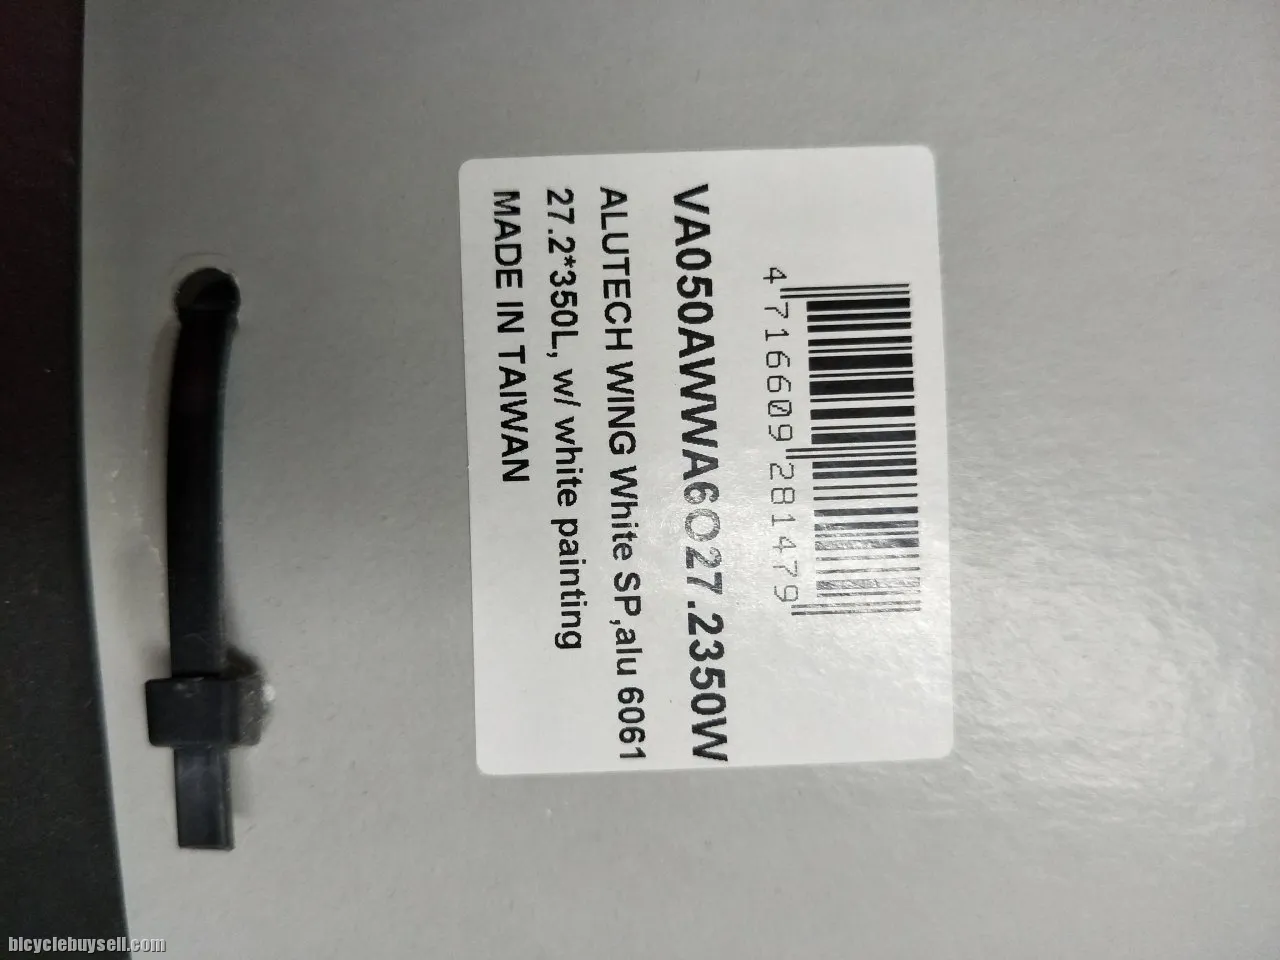 4 716609 281479
VA050AWWA6O27.2350W
ALUTECH WING White SP,alu 6061
27.2*350L, w/ white painting
MADE IN TAIWAN
bicyclebuysell.com